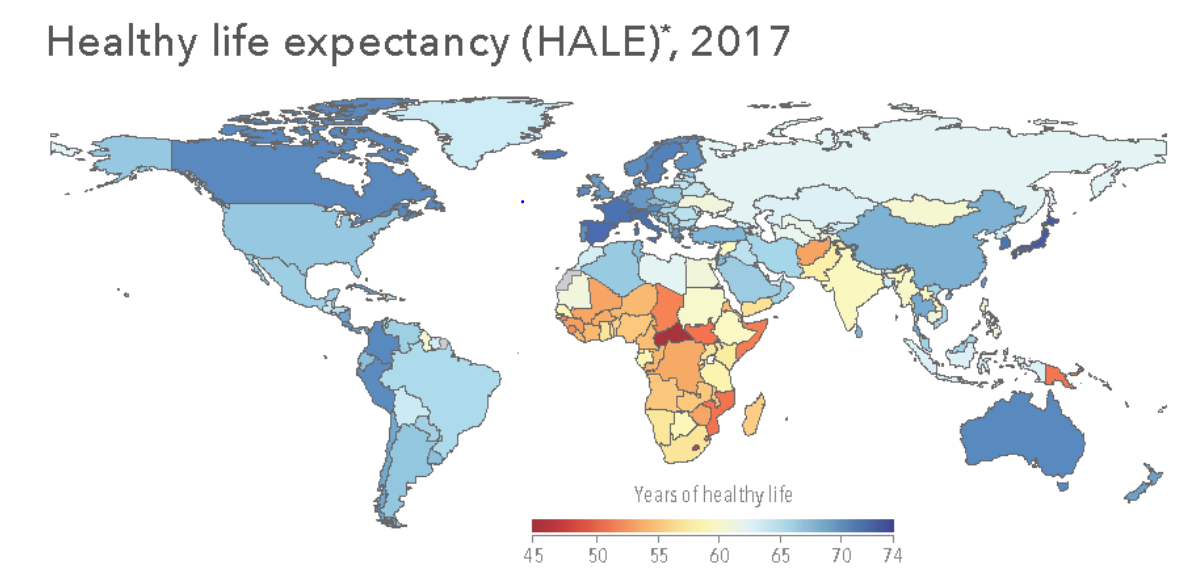 Healthy life expectancy (HALE)*, 2017
Years of healthy life
45 50 55 60 65 70 74